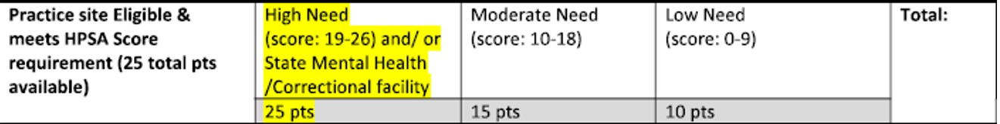 Practice site Eligible &
meets HPSA Score
requirement (25 total pts
available)
High Need
(score: 19-26) and/ or
State Mental Health
/Correctional facility
25 pts
Moderate Need
(score: 10-18)
15 pts
Low Need
(score: 0-9)
10 pts
Total: